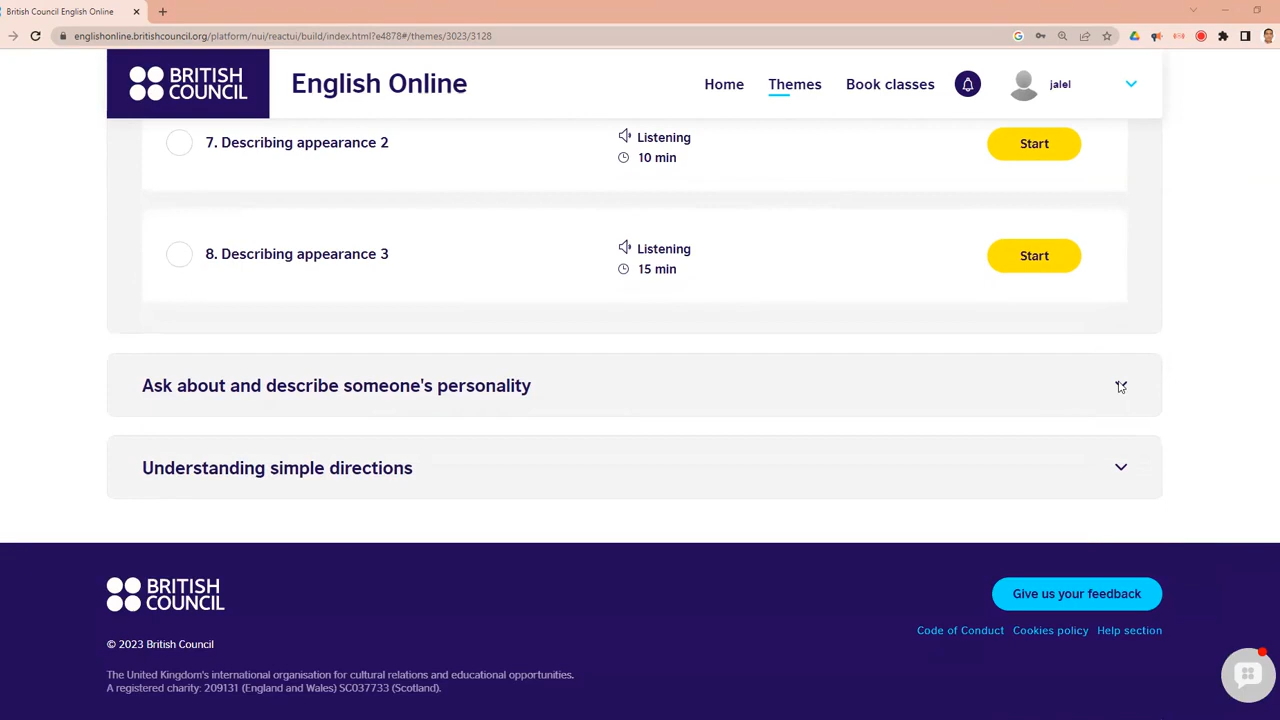 British Council English Online
englishonline.britishcouncil.org/platform/nui/reactui/build/index.html?e4878#/themes/3023/3128
BRITISH
COUNCIL
English Online
Home
Themes
Book classes
jalel
7. Describing appearance 2
Listening
10 min
Start
8. Describing appearance 3
Listening
15 min
Start
Ask about and describe someone's personality
Understanding simple directions
BRITISH
COUNCIL
Give us your feedback
Code of Conduct Cookies policy Help section
© 2023 British Council
The United Kingdom's international organisation for cultural relations and educational opportunities.
A registered charity: 209131 (England and Wales) SC037733 (Scotland).